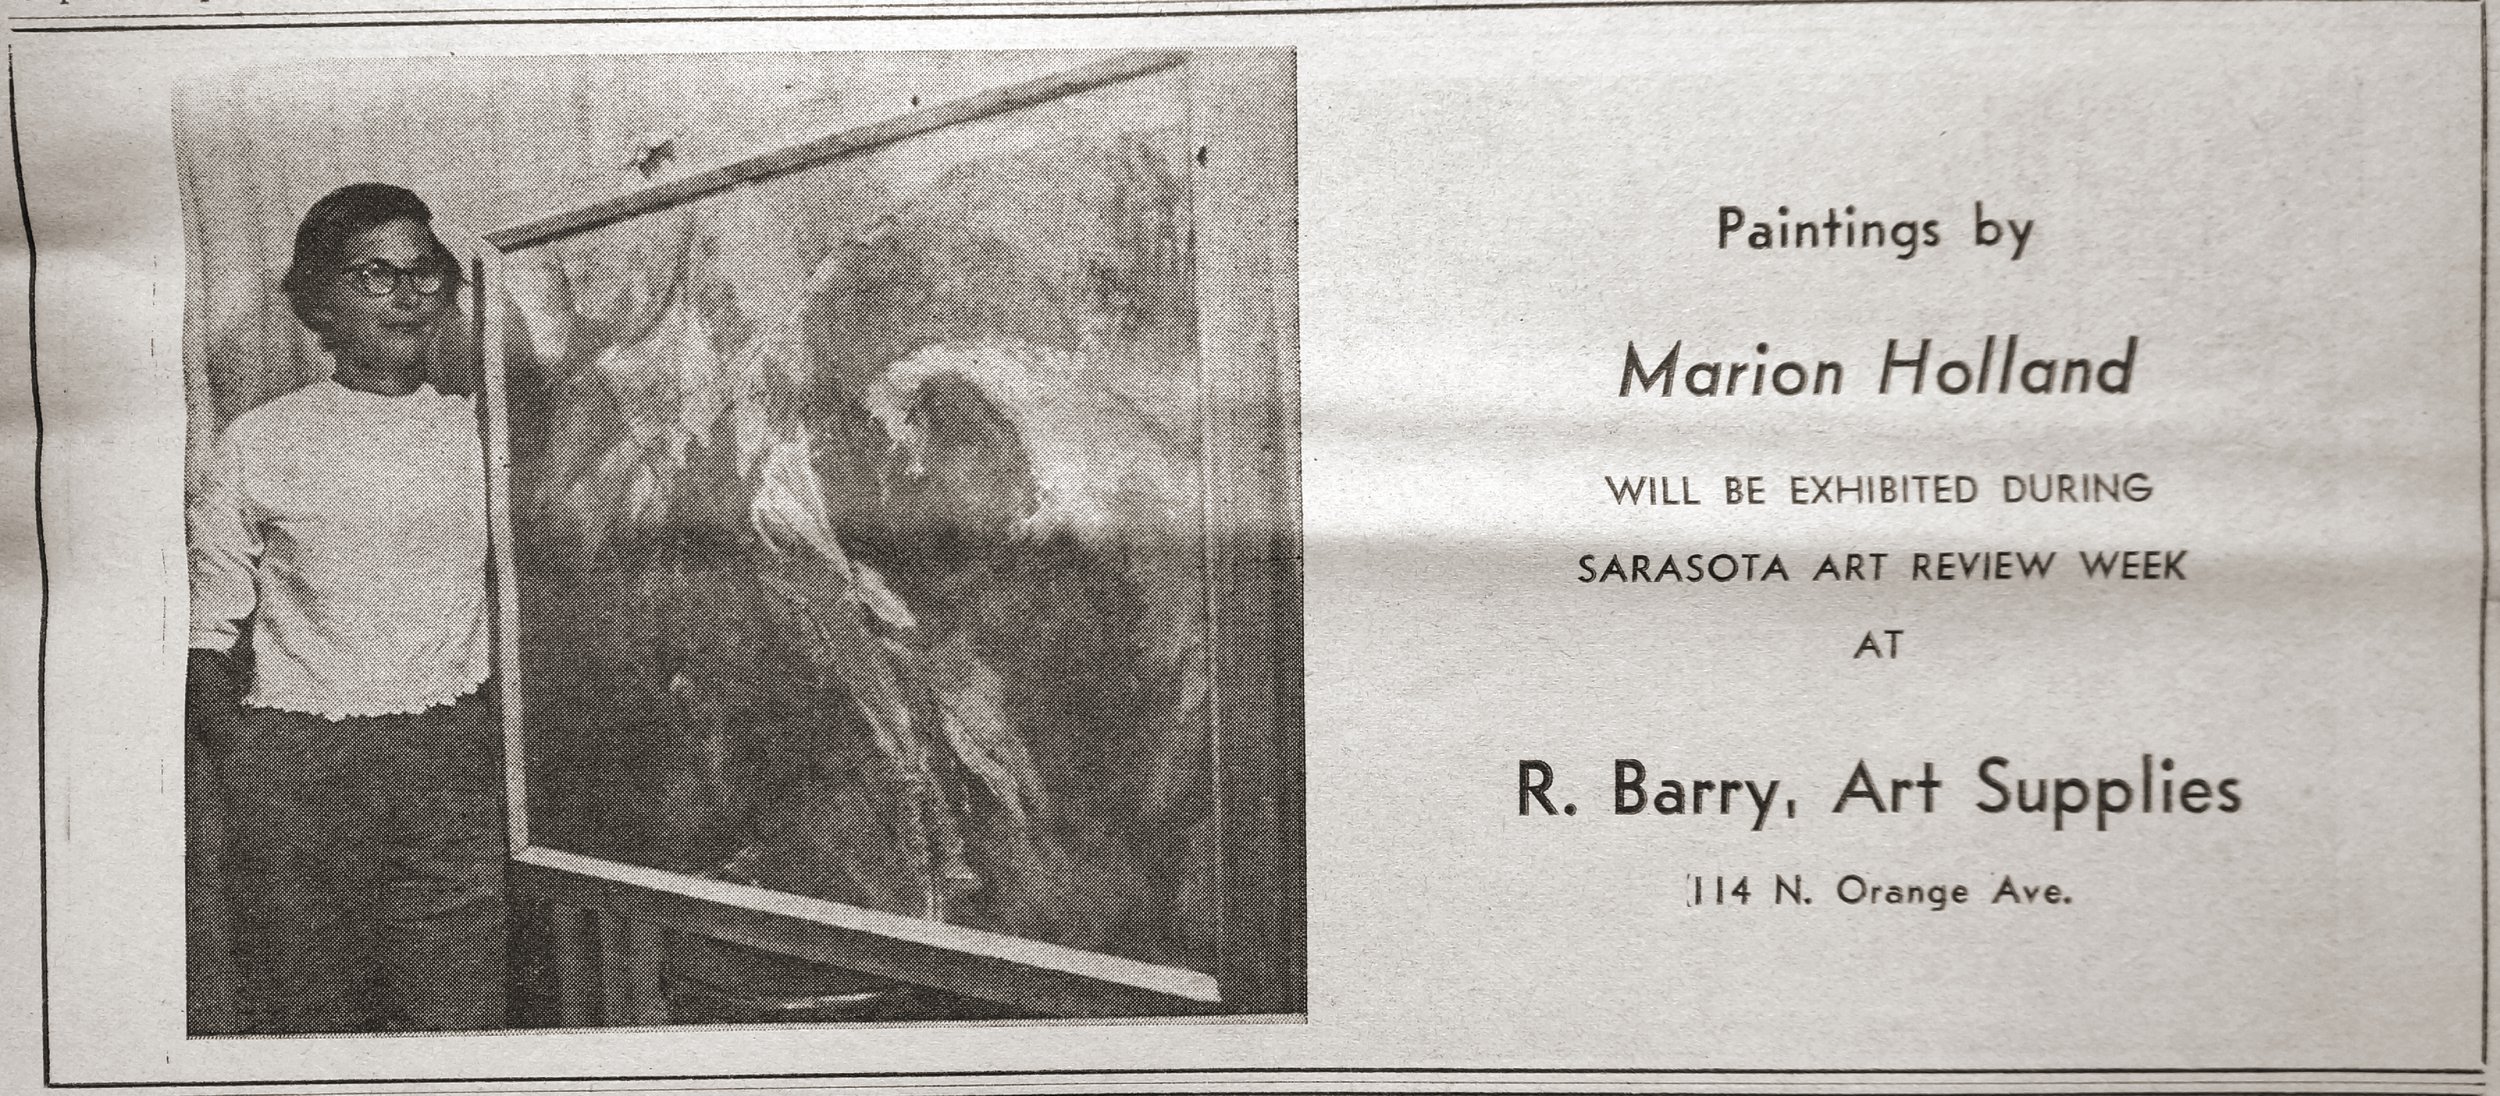 Paintings by
Marion Holland
WILL BE EXHIBITED DURING
SARASOTA ART REVIEW WEEK
AT
R. Barry, Art Supplies
114 N. Orange Ave.